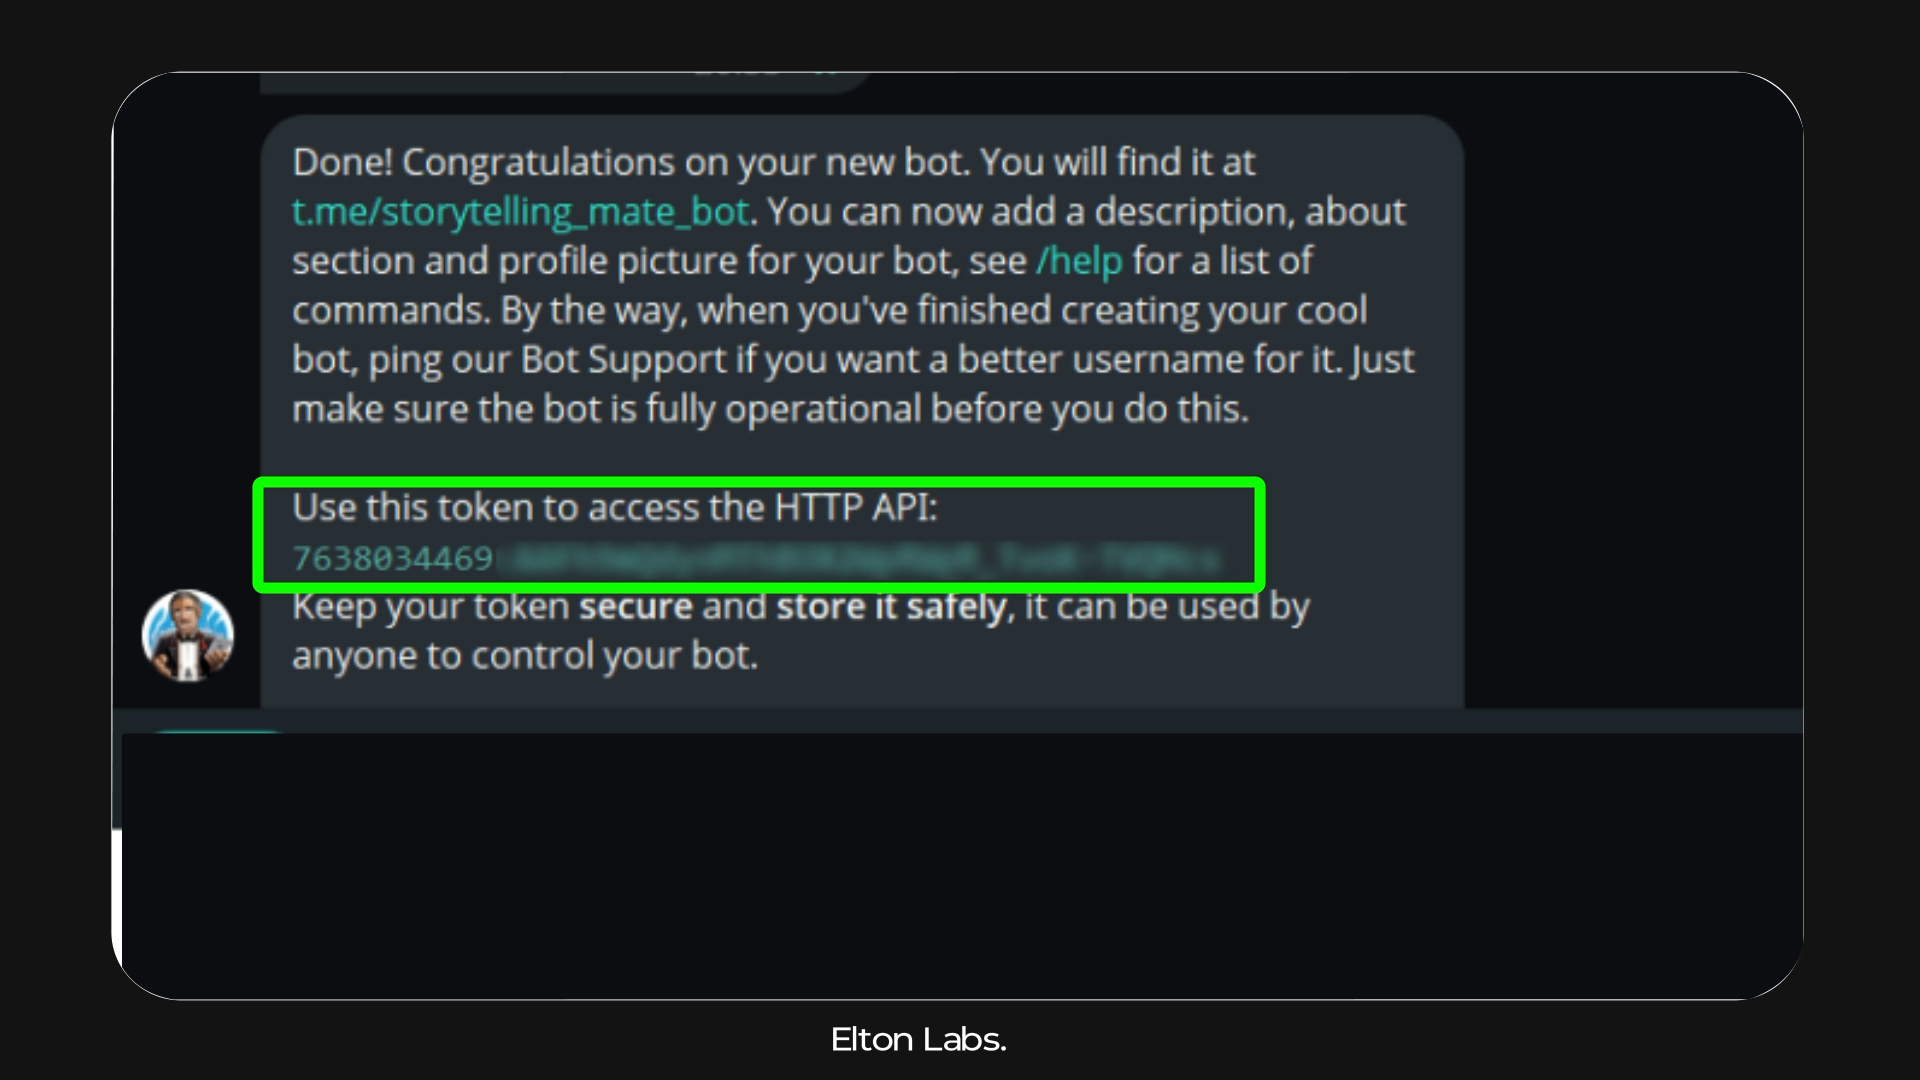 Done! Congratulations on your new bot. You will find it at
t.me/storytelling_mate_bot. You can now add a description, about
section and profile picture for your bot, see /help for a list of
commands. By the way, when you've finished creating your cool
bot, ping our Bot Support if you want a better username for it. Just
make sure the bot is fully operational before you do this.
Use this token to access the HTTP API:
7638034469
Keep your token secure and store it safely, it can be used by
anyone to control your bot.
Elton Labs.